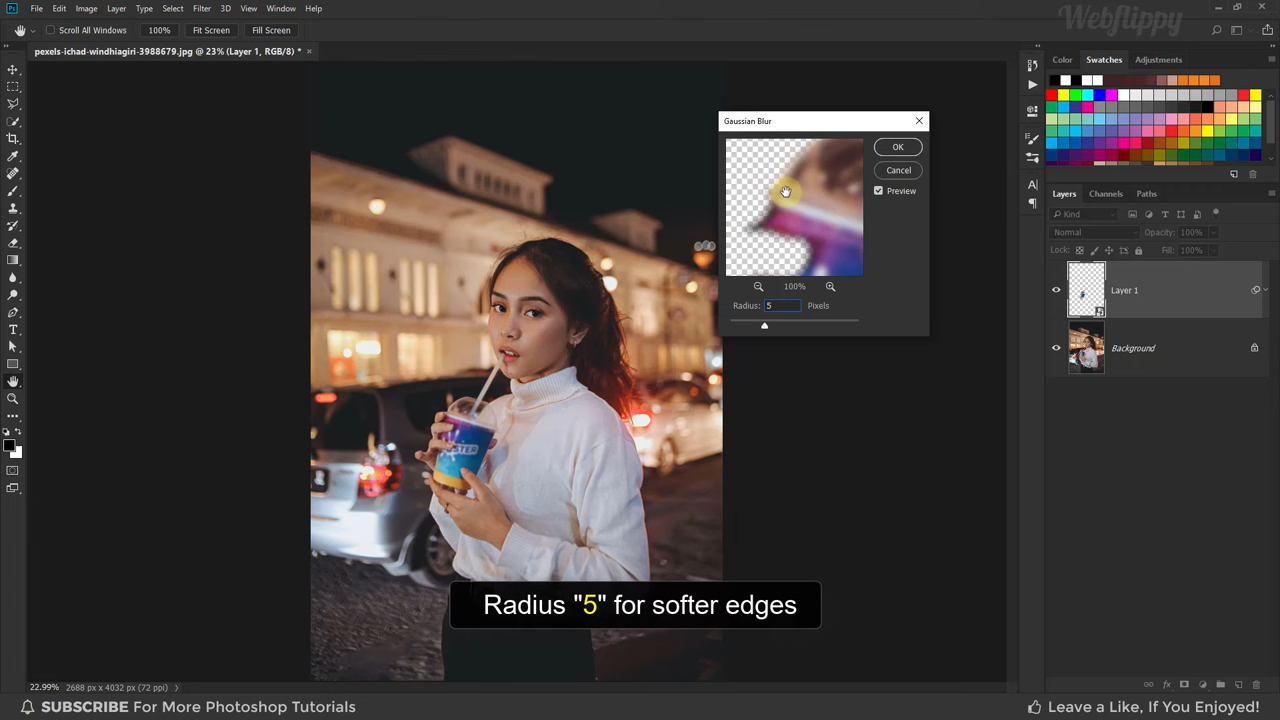 Ps File Edit Image Layer Type Select Filter 3D View Window Help
Webflippy
Scroll All Windows 100% Fit Screen Fill Screen
pexels-ichad-windhiagiri-3988679.jpg @ 23% (Layer 1, RGB/8) *
Color Swatches Adjustments
Gaussian Blur
OK
Cancel
Preview
100%
Radius: 5 Pixels
Layers Channels Paths
Kind
Normal Opacity: 100%
Lock: Fill: 100%
Layer 1
Background
Radius "5" for softer edges
22.99% 2688 px x 4032 px (72 ppi)
SUBSCRIBE For More Photoshop Tutorials
Leave a Like, If You Enjoyed!